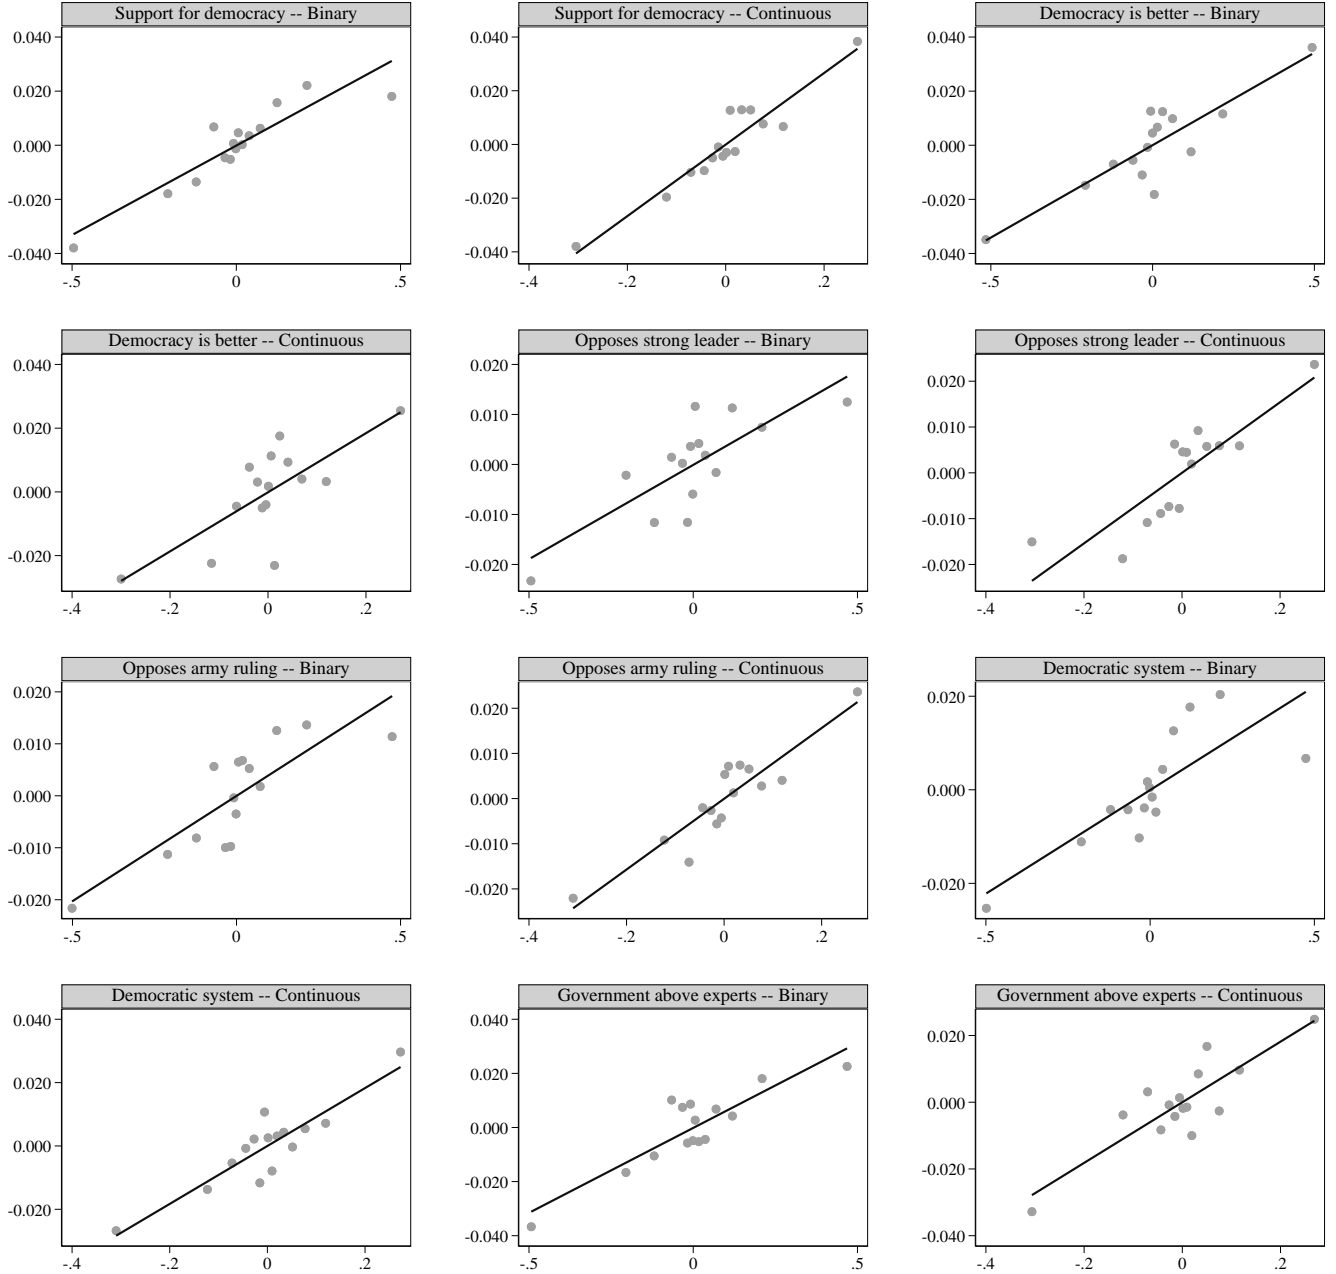 Support for democracy -- Binary
0.040
0.020
0.000
-0.020
-0.040
-.5 0 .5
Support for democracy -- Continuous
0.040
0.020
0.000
-0.020
-0.040
-.4 -.2 0 .2
Democracy is better -- Binary
0.040
0.020
0.000
-0.020
-0.040
-.5 0 .5
Democracy is better -- Continuous
0.040
0.020
0.000
-0.020
-.4 -.2 0 .2
Opposes strong leader -- Binary
0.020
0.010
0.000
-0.010
-0.020
-.5 0 .5
Opposes strong leader -- Continuous
0.020
0.010
0.000
-0.010
-0.020
-.4 -.2 0 .2
Opposes army ruling -- Binary
0.020
0.010
0.000
-0.010
-0.020
-.5 0 .5
Opposes army ruling -- Continuous
0.020
0.010
0.000
-0.010
-0.020
-.4 -.2 0 .2
Democratic system -- Binary
0.020
0.000
-0.020
-.5 0 .5
Democratic system -- Continuous
0.040
0.020
0.000
-0.020
-.4 -.2 0 .2
Government above experts -- Binary
0.040
0.020
0.000
-0.020
-0.040
-.5 0 .5
Government above experts -- Continuous
0.020
0.000
-0.020
-0.040
-.4 -.2 0 .2